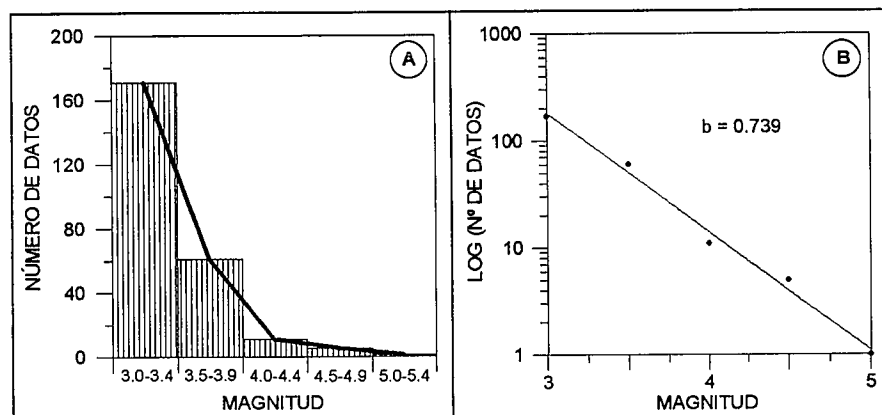 A
NÚMERO DE DATOS
200
160
120
80
40
0
3.0-3.4 3.5-3.9 4.0-4.4 4.5-4.9 5.0-5.4
MAGNITUD
B
LOG (Nº DE DATOS)
1000
100
10
1
b = 0.739
3 4 5
MAGNITUD